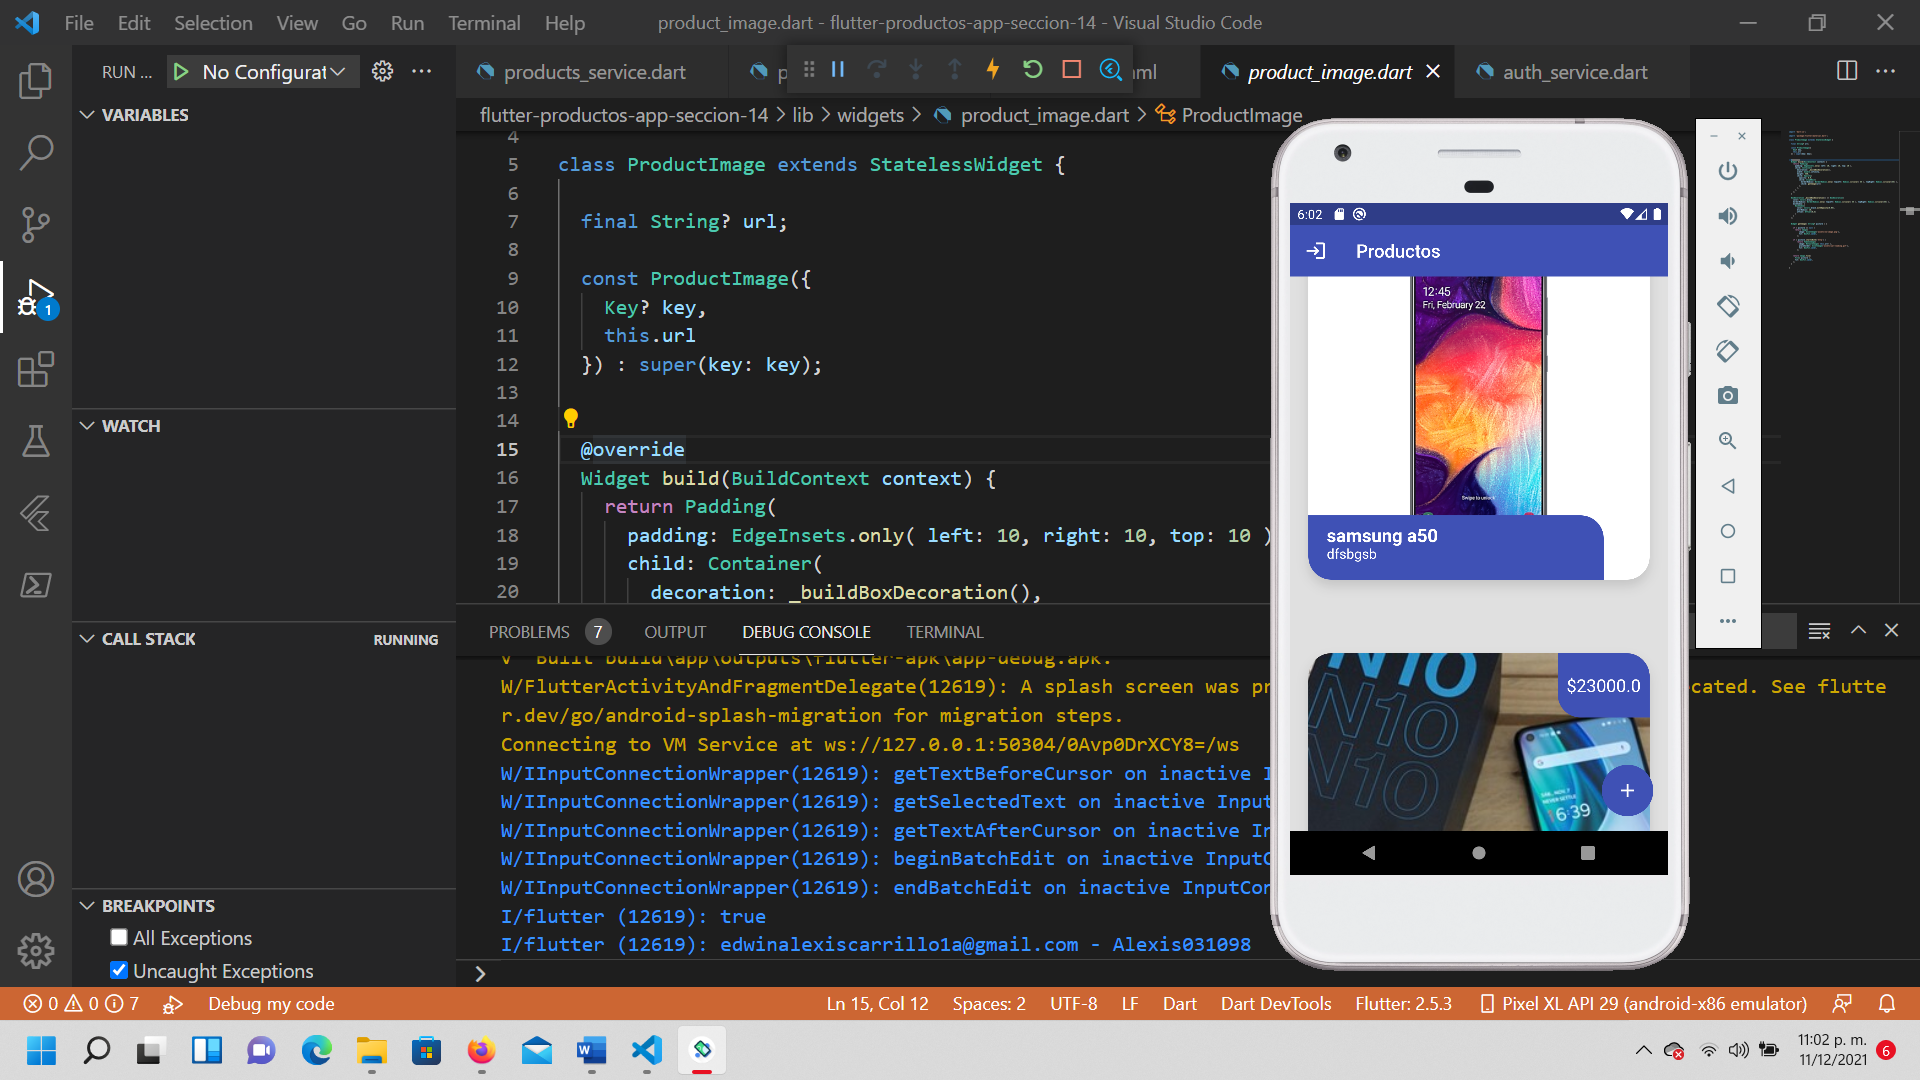 File Edit Selection View Go Run Terminal Help
product_image.dart - flutter-productos-app-seccion-14 - Visual Studio Code
RUN ... No Configurat
products_service.dart
product_image.dart
auth_service.dart
flutter-productos-app-seccion-14 > lib > widgets > product_image.dart > ProductImage
VARIABLES
WATCH
CALL STACK RUNNING
BREAKPOINTS
All Exceptions
Uncaught Exceptions
1
4
5 class ProductImage extends StatelessWidget {
6
7 final String? url;
8
9 const ProductImage({
10 Key? key,
11 this.url
12 }) : super(key: key);
13
14
15 @override
16 Widget build(BuildContext context) {
17 return Padding(
18 padding: EdgeInsets.only( left: 10, right: 10, top: 10 )
19 child: Container(
20 decoration: _buildBoxDecoration(),
PROBLEMS 7 OUTPUT DEBUG CONSOLE TERMINAL
√ Built build\app\outputs\flutter-apk\app-debug.apk.
W/FlutterActivityAndFragmentDelegate(12619): A splash screen was pr
cated. See flutte
r.dev/go/android-splash-migration for migration steps.
Connecting to VM Service at ws://127.0.0.1:50304/0Avp0DrXCY8=/ws
W/IInputConnectionWrapper(12619): getTextBeforeCursor on inactive I
W/IInputConnectionWrapper(12619): getSelectedText on inactive Input
W/IInputConnectionWrapper(12619): getTextAfterCursor on inactive In
W/IInputConnectionWrapper(12619): beginBatchEdit on inactive InputC
W/IInputConnectionWrapper(12619): endBatchEdit on inactive InputCon
I/flutter (12619): true
I/flutter (12619): edwinalexiscarrillo1a@gmail.com - Alexis031098
6:02
Productos
12:45
Fri, February 22
Swipe to unlock
samsung a50
dfsbgsb
$23000.0
N10
N10
N10
N10
6:39
+
0 0 7 Debug my code
Ln 15, Col 12 Spaces: 2 UTF-8 LF Dart Dart DevTools Flutter: 2.5.3 Pixel XL API 29 (android-x86 emulator)
11:02 p. m.
11/12/2021
6